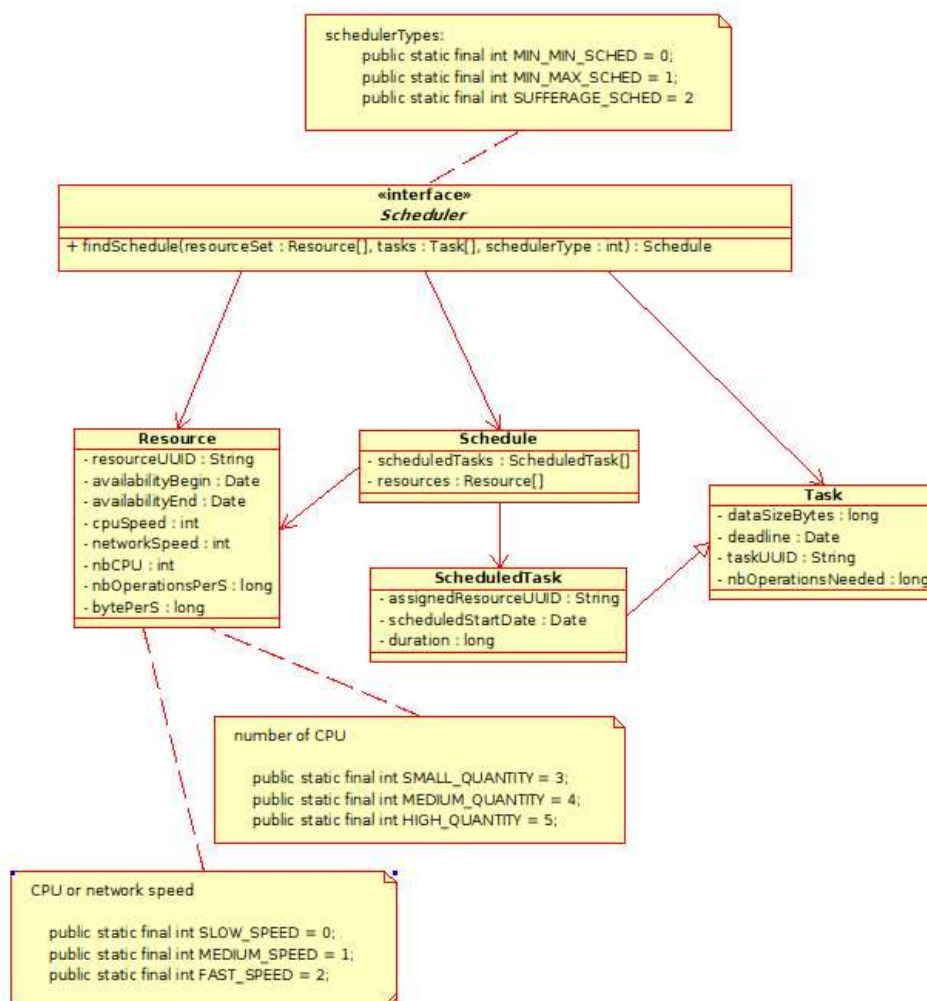 schedulerTypes:
public static final int MIN_MIN_SCHED = 0;
public static final int MIN_MAX_SCHED = 1;
public static final int SUFFERAGE_SCHED = 2
«interface»
Scheduler
+ findSchedule(resourceSet : Resource[], tasks : Task[], schedulerType : int) : Schedule
Resource
- resourceUUID : String
- availabilityBegin : Date
- availabilityEnd : Date
- cpuSpeed : int
- networkSpeed : int
- nbCPU : int
- nbOperationsPerS : long
- bytePerS : long
Schedule
- scheduledTasks : ScheduledTask[]
- resources : Resource[]
Task
- dataSizeBytes : long
- deadline : Date
- taskUUID : String
- nbOperationsNeeded : long
ScheduledTask
- assignedResourceUUID : String
- scheduledStartDate : Date
- duration : long
number of CPU
public static final int SMALL_QUANTITY = 3;
public static final int MEDIUM_QUANTITY = 4;
public static final int HIGH_QUANTITY = 5;
CPU or network speed
public static final int SLOW_SPEED = 0;
public static final int MEDIUM_SPEED = 1;
public static final int FAST_SPEED = 2;